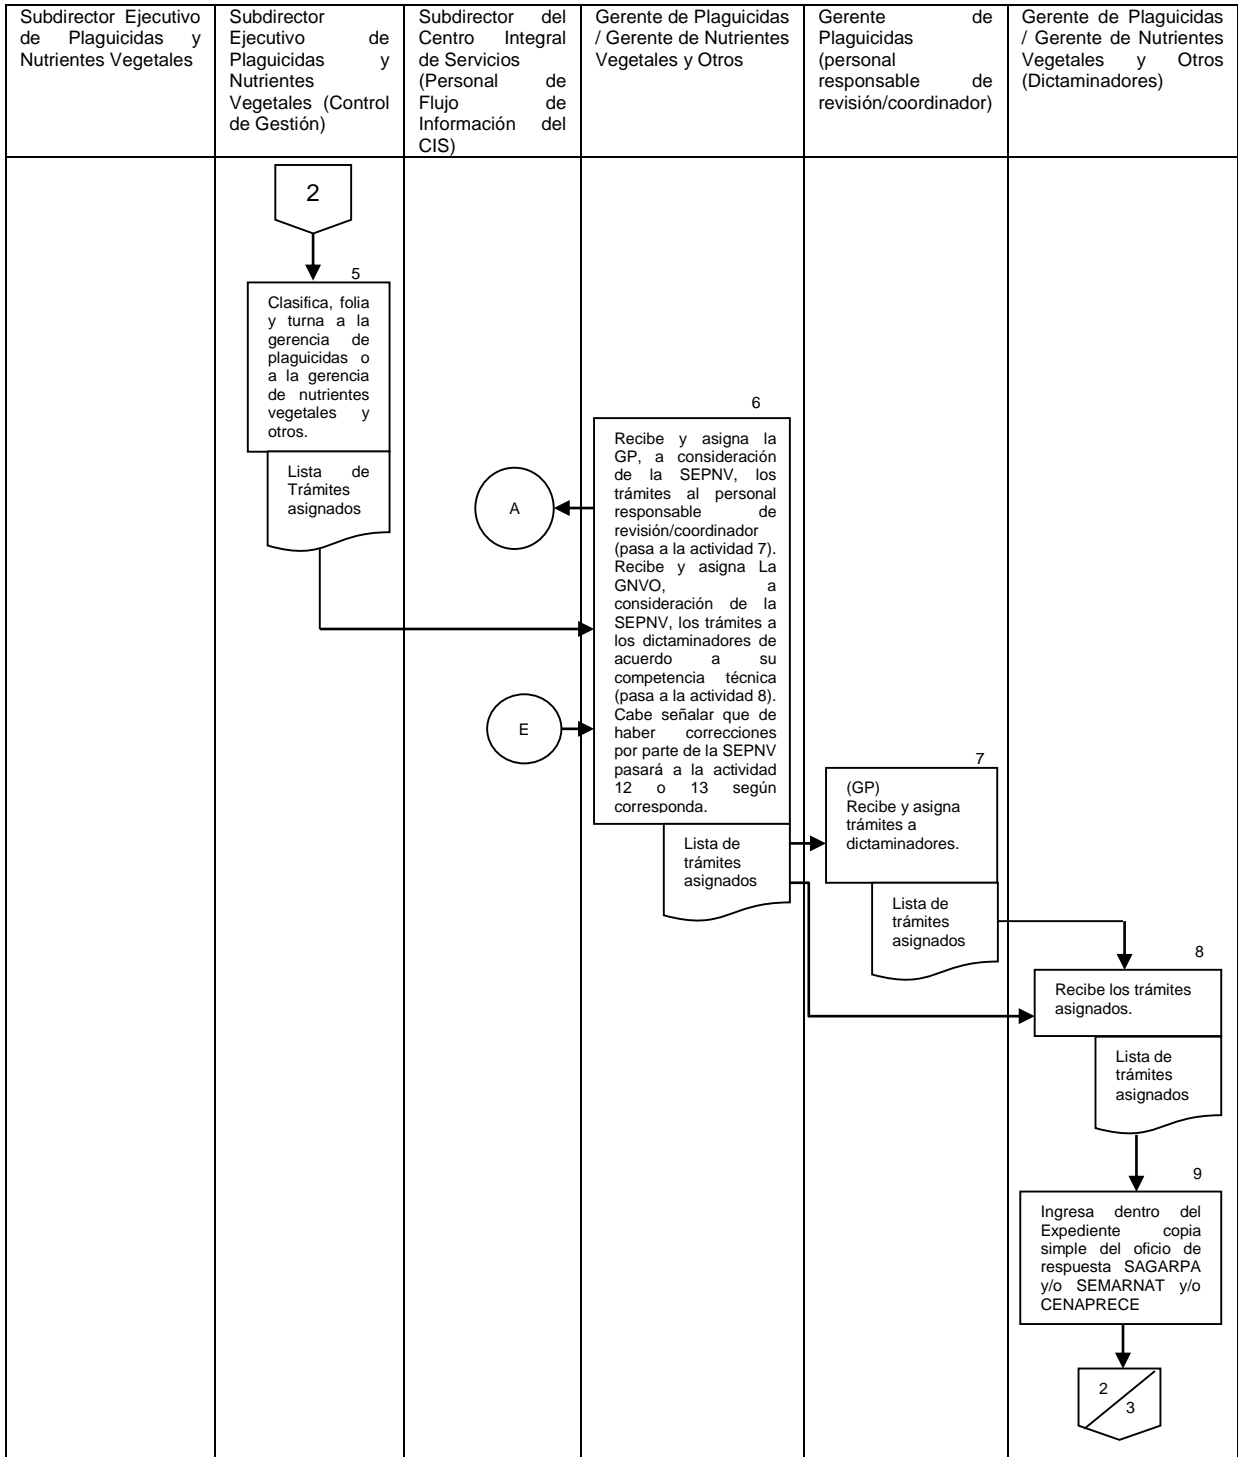 Subdirector Ejecutivo
de Plaguicidas y
Nutrientes Vegetales
Subdirector
Ejecutivo de
Plaguicidas y
Nutrientes
Vegetales (Control
de Gestión)
Subdirector del
Centro Integral
de Servicios
(Personal de
Flujo de
Información del
CIS)
Gerente de Plaguicidas
/ Gerente de Nutrientes
Vegetales y Otros
Gerente de
Plaguicidas
(personal
responsable de
revisión/coordinador)
Gerente de Plaguicidas
/ Gerente de Nutrientes
Vegetales y Otros
(Dictaminadores)
2
5
Clasifica, folia
y turna a la
gerencia de
plaguicidas o
a la gerencia
de nutrientes
vegetales y
otros.
Lista de
Trámites
asignados
A
E
6
Recibe y asigna la
GP, a consideración
de la SEPNV, los
trámites al personal
responsable de
revisión/coordinador
(pasa a la actividad 7).
Recibe y asigna La
GNVO, a
consideración de la
SEPNV, los trámites a
los dictaminadores de
acuerdo a su
competencia técnica
(pasa a la actividad 8).
Cabe señalar que de
haber correcciones
por parte de la SEPNV
pasará a la actividad
12 o 13 según
corresponda.
Lista de
trámites
asignados
7
(GP)
Recibe y asigna
trámites a
dictaminadores.
Lista de
trámites
asignados
8
Recibe los trámites
asignados.
Lista de
trámites
asignados
9
Ingresa dentro del
Expediente copia
simple del oficio de
respuesta SAGARPA
y/o SEMARNAT y/o
CENAPRECE
2
3